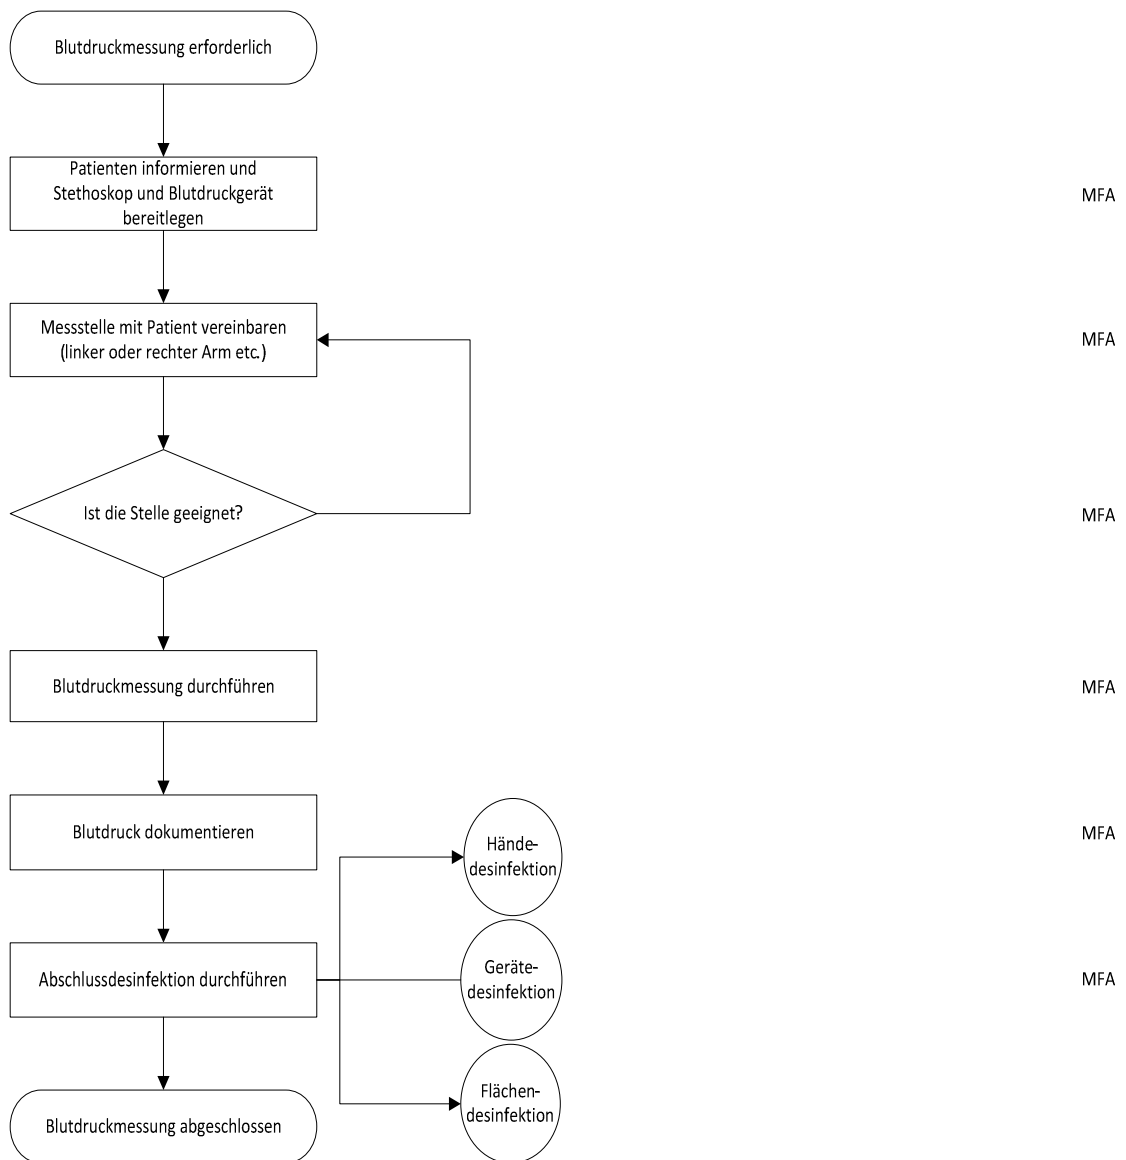 Blutdruckmessung erforderlich
Patienten informieren und
Stethoskop und Blutdruckgerät
bereitlegen
MFA
Messstelle mit Patient vereinbaren
(linker oder rechter Arm etc.)
MFA
Ist die Stelle geeignet?
MFA
Blutdruckmessung durchführen
MFA
Blutdruck dokumentieren
MFA
Hände-
desinfektion
Abschlussdesinfektion durchführen
Geräte-
desinfektion
MFA
Flächen-
desinfektion
Blutdruckmessung abgeschlossen